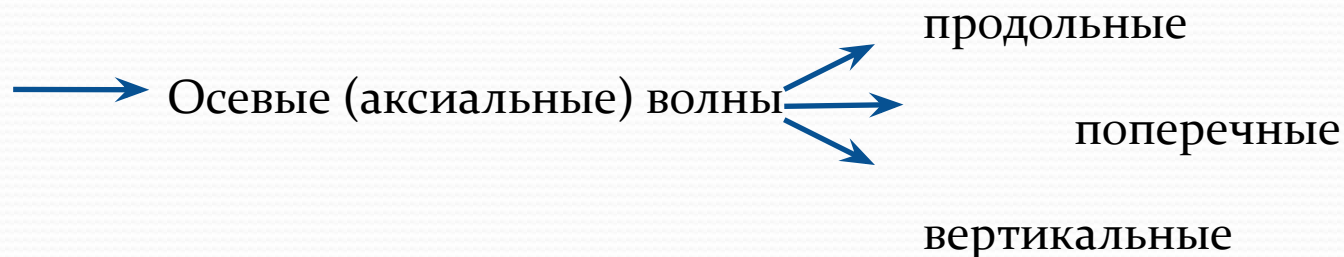 продольные
Осевые (аксиальные) волны
поперечные
вертикальные